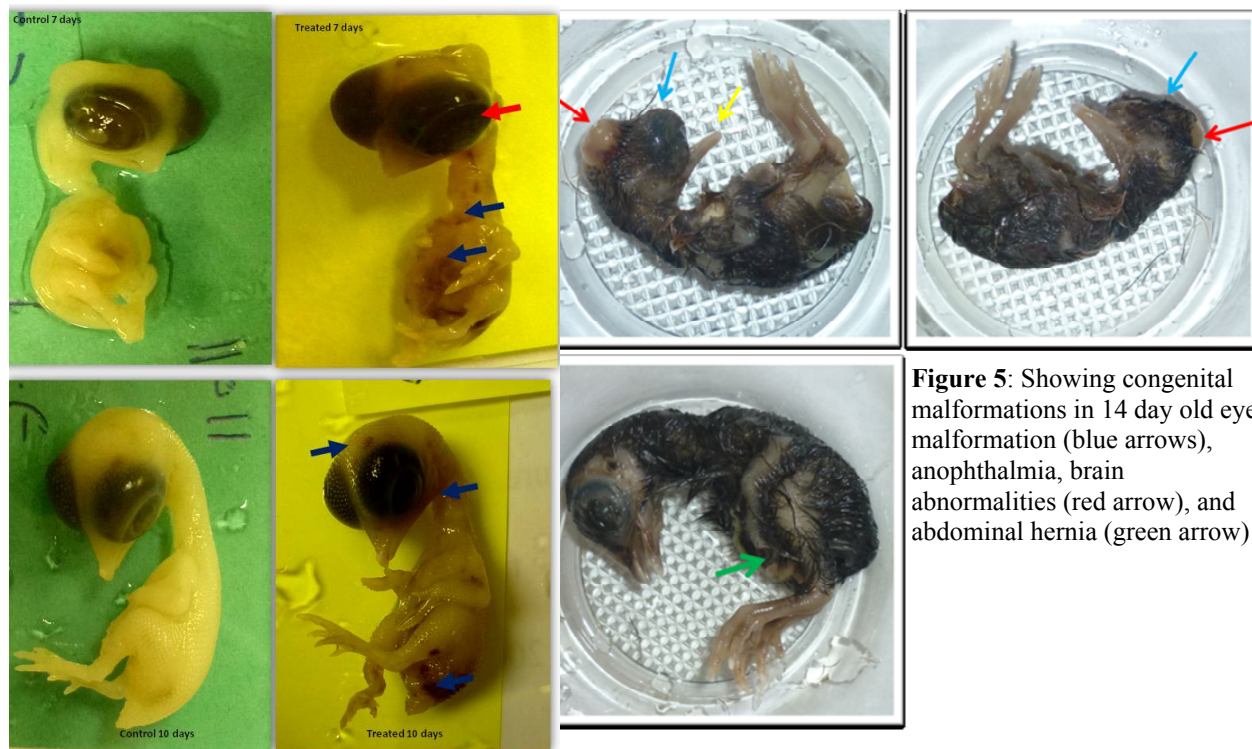 Control 7 days
Treated 7 days
Control 10 days
Treated 10 days
Figure 5: Showing congenital
malformations in 14 day old eye
malformation (blue arrows),
anophthalmia, brain
abnormalities (red arrow), and
abdominal hernia (green arrow)